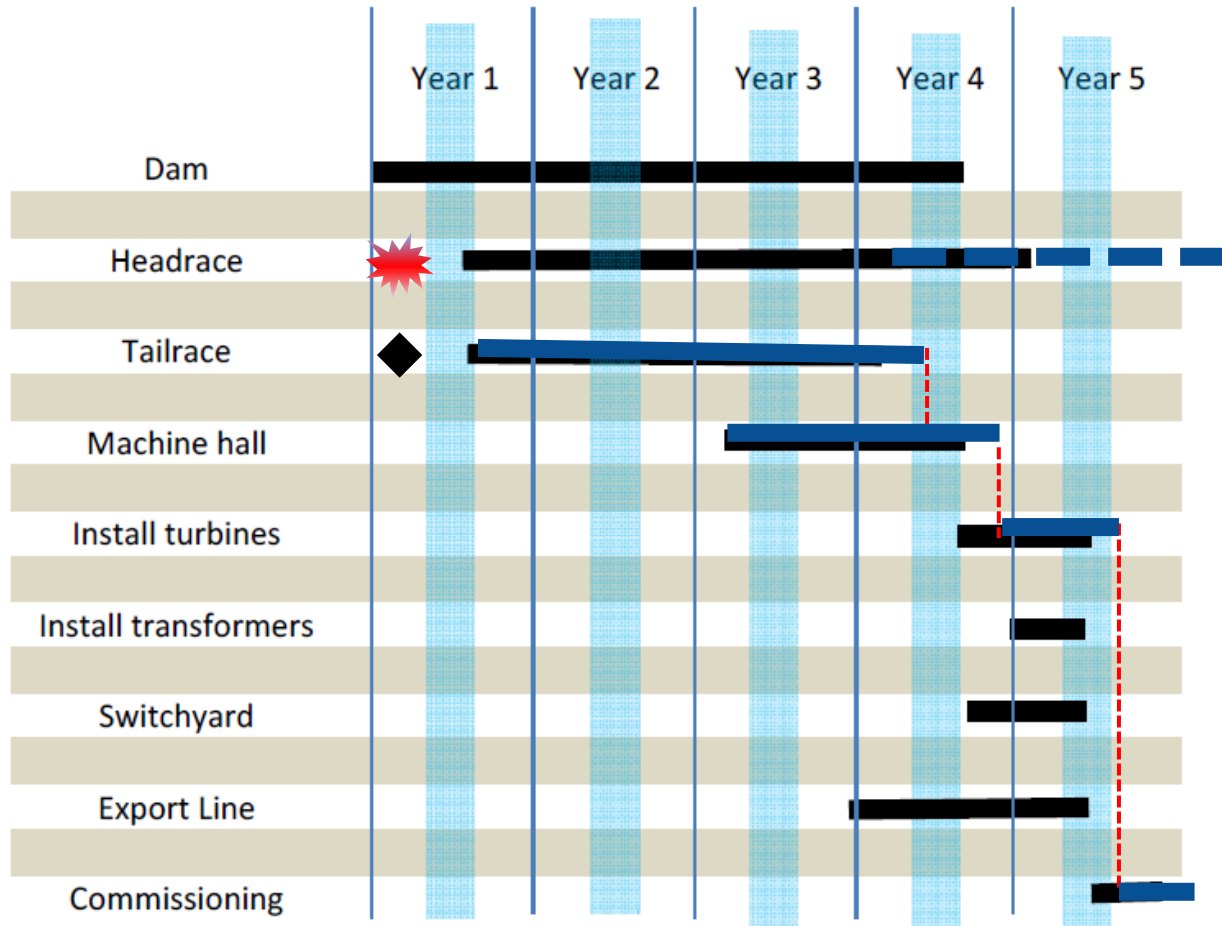 Year 1 Year 2 Year 3 Year 4 Year 5
Dam
Headrace
Tailrace
Machine hall
Install turbines
Install transformers
Switchyard
Export Line
Commissioning